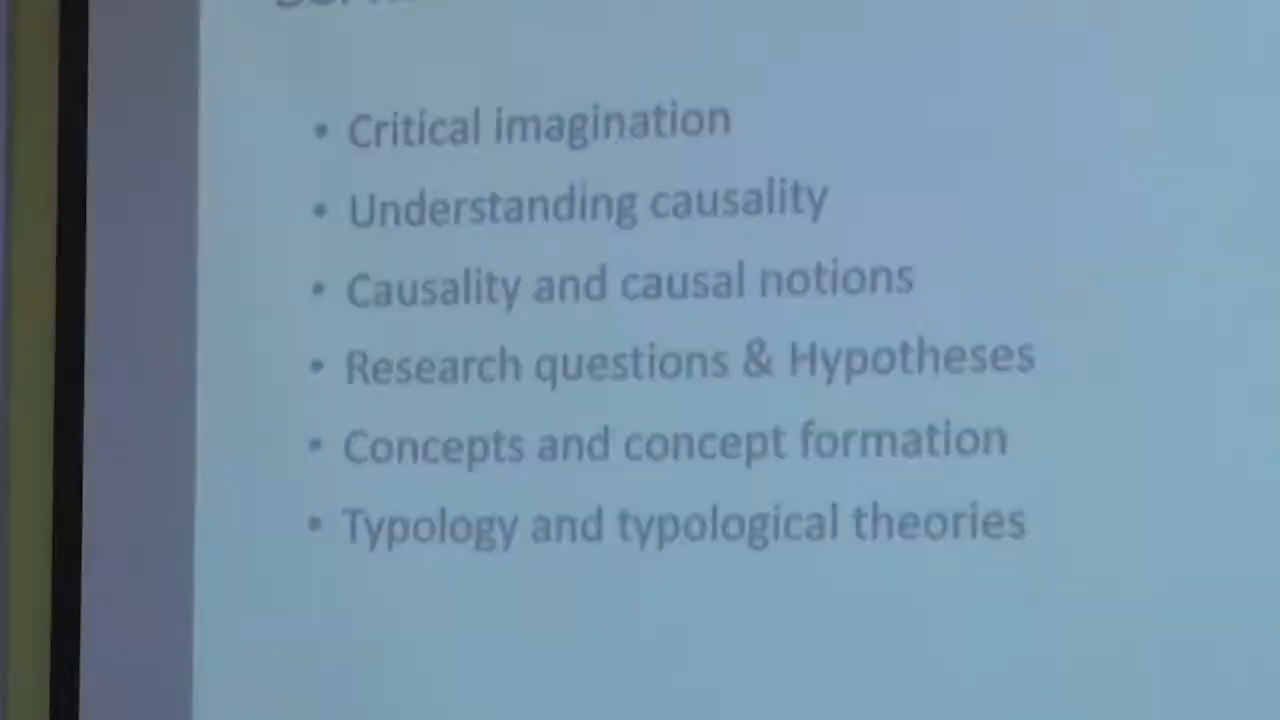 • Critical imagination
• Understanding causality
• Causality and causal notions
• Research questions & Hypotheses
• Concepts and concept formation
• Typology and typological theories